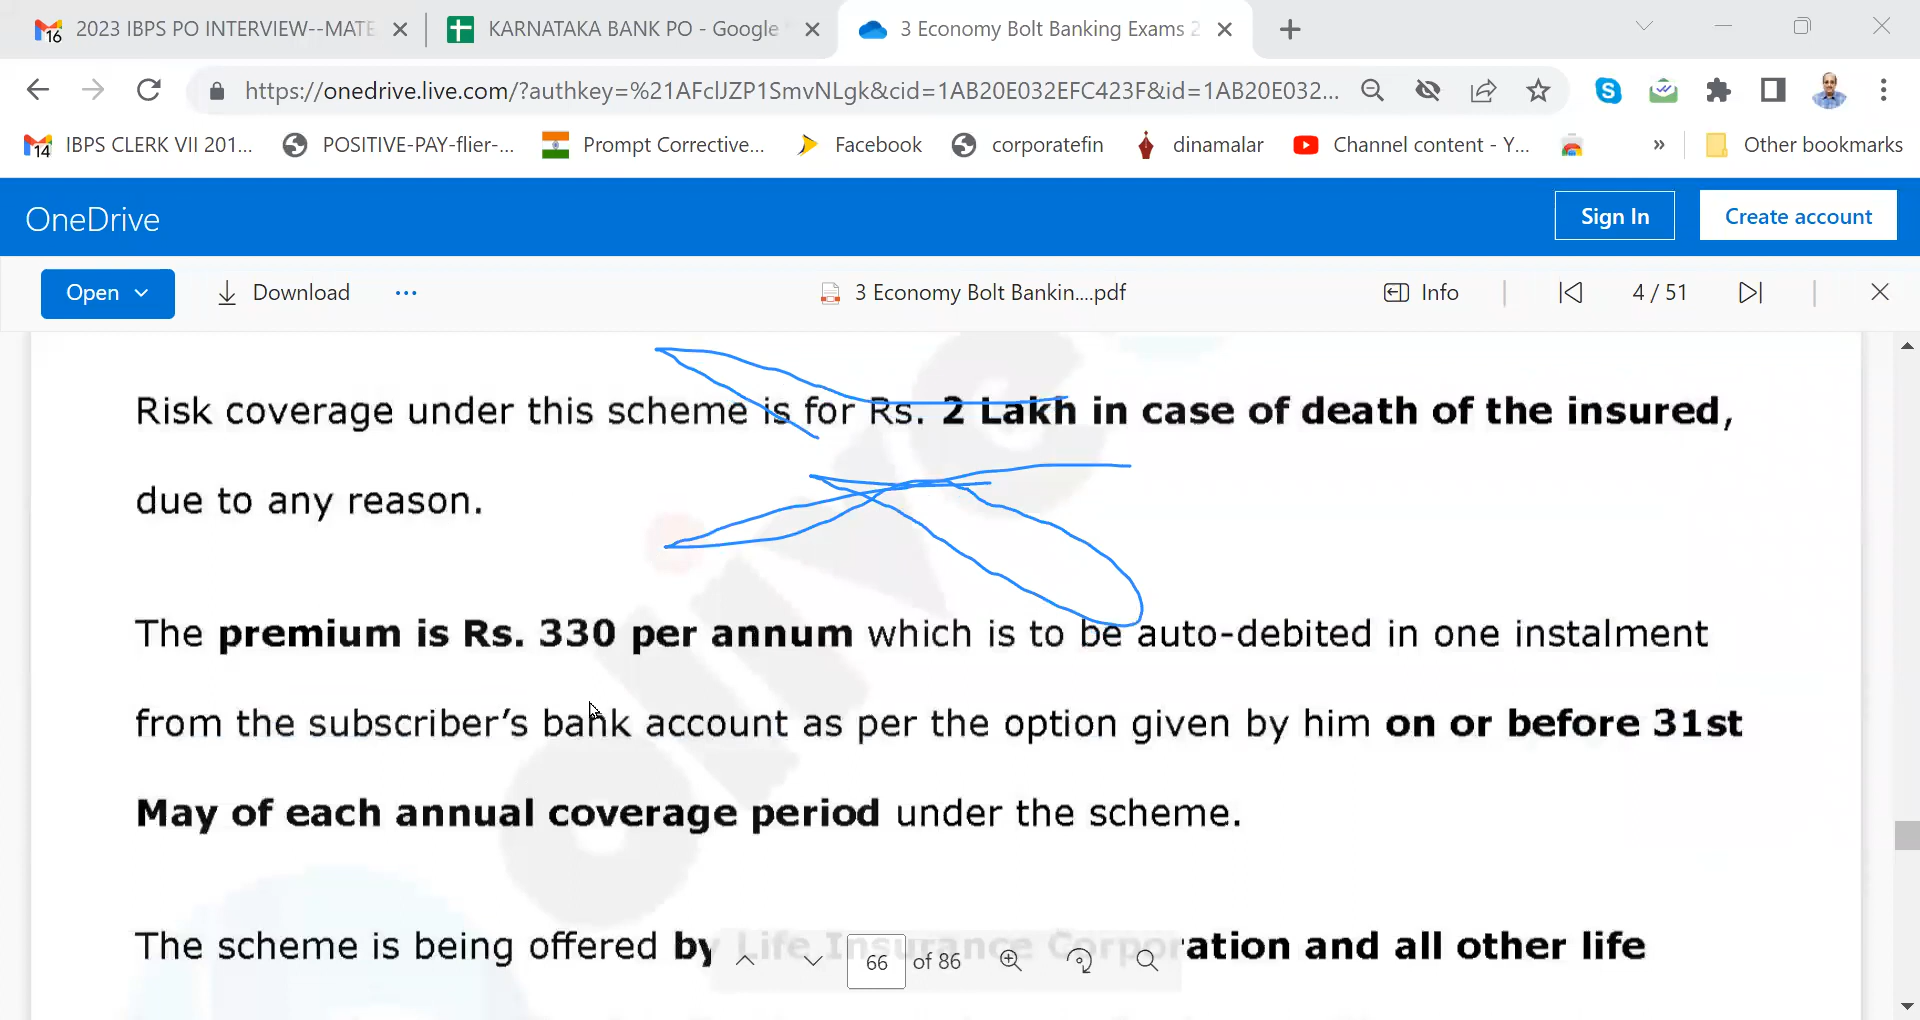 2023 IBPS PO INTERVIEW--MATE
KARNATAKA BANK PO - Google
3 Economy Bolt Banking Exams 2
https://onedrive.live.com/?authkey=%21AFclJZP1SmvNLgk&cid=1AB20E032EFC423F&id=1AB20E032...
IBPS CLERK VII 201...
POSITIVE-PAY-flier-...
Prompt Corrective...
Facebook
corporatefin
dinamalar
Channel content - Y...
»
Other bookmarks
OneDrive
Sign In
Create account
Open
Download
...
3 Economy Bolt Bankin....pdf
Info
4 / 51
Risk coverage under this scheme is for Rs. 2 Lakh in case of death of the insured,
due to any reason.
The premium is Rs. 330 per annum which is to be auto-debited in one instalment
from the subscriber's bank account as per the option given by him on or before 31st
May of each annual coverage period under the scheme.
The scheme is being offered by Life Insurance Corporation and all other life
66 of 86
olive
16
14